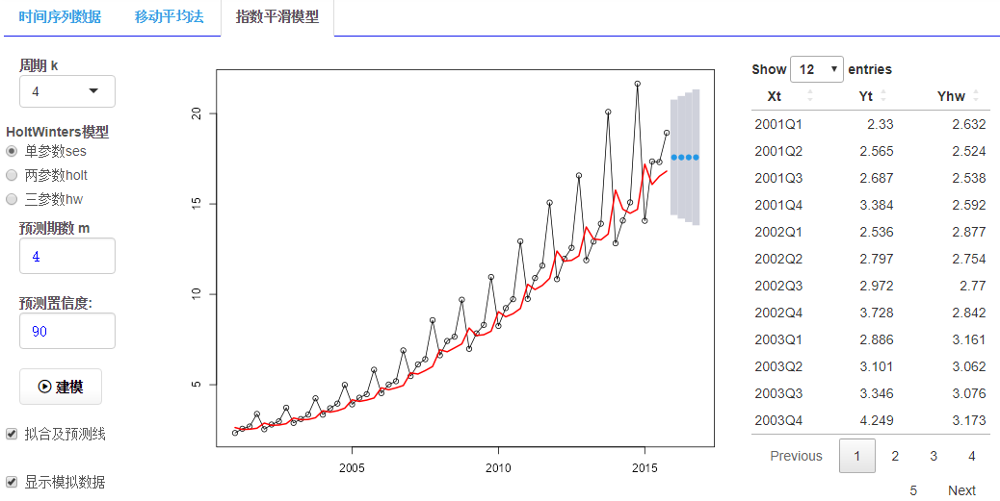 时间序列数据 移动平均法 指数平滑模型
周期 k
4
HoltWinters模型
单参数ses
两参数holt
三参数hw
预测期数 m
4
预测置信度:
90
建模
拟合及预测线
显示模拟数据
20
15
10
5
2005 2010 2015
Show 12 entries
Xt Yt Yhw
2001Q1 2.33 2.632
2001Q2 2.565 2.524
2001Q3 2.687 2.538
2001Q4 3.384 2.592
2002Q1 2.536 2.877
2002Q2 2.797 2.754
2002Q3 2.972 2.77
2002Q4 3.728 2.842
2003Q1 2.886 3.161
2003Q2 3.101 3.062
2003Q3 3.346 3.076
2003Q4 4.249 3.173
Previous 1 2 3 4
5 Next